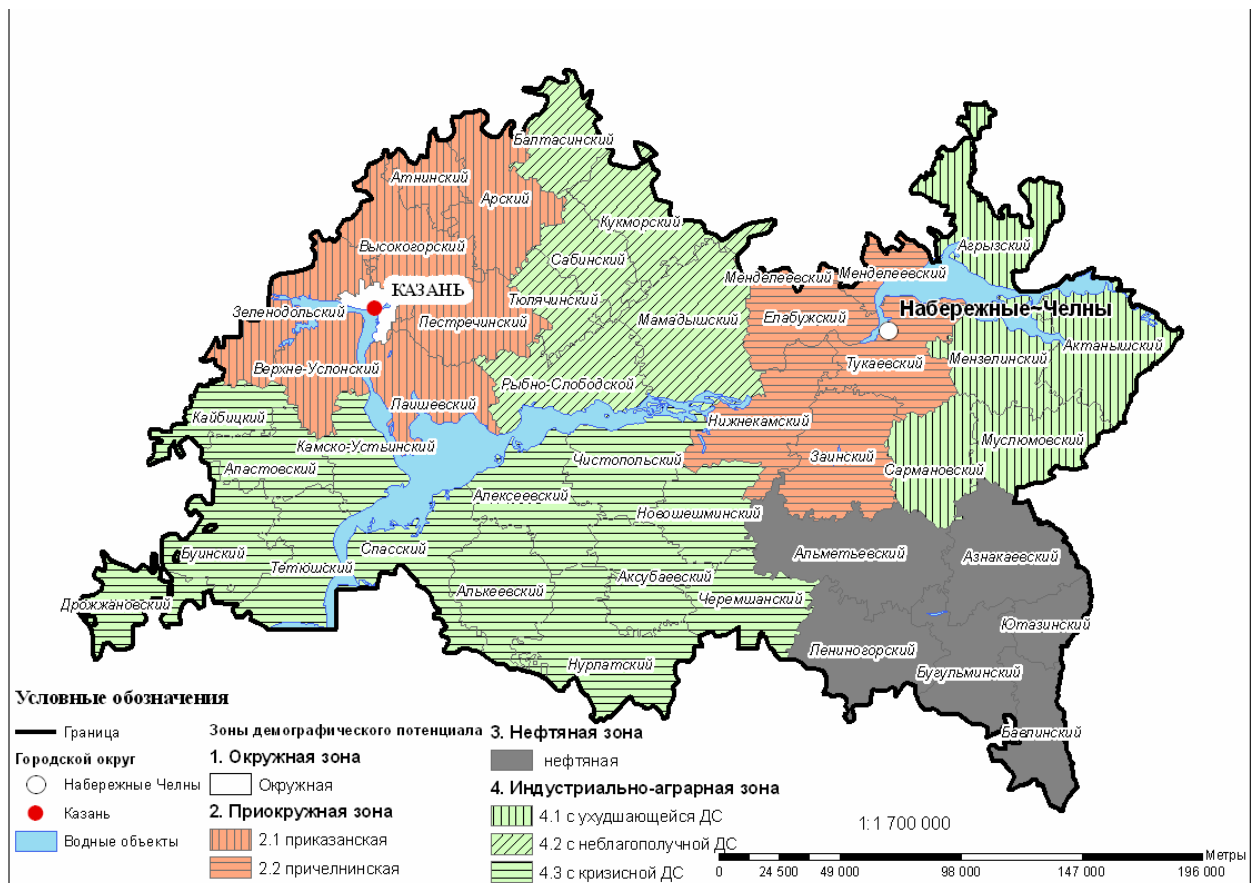 Балтасинский
Атнинский
Арский
Кукморский
Высокогорский
Агрызский
Сабинский
Менделеевский
Менделеевский
КАЗАНЬ
Тюлячинский
Зеленодольский
Набережные Челны
Елабужский
Пестречинский
Мамадышский
Актанышский
Мензелинский
Тукаевский
Верхне-Услонский
Рыбно-Слободской
Лаишевский
Кайбицкий
Нижнекамский
Муслюмовский
Камско-Устьинский
Заинский
Чистопольский
Сармановский
Апастовский
Алексеевский
Новошешминский
Спасский
Альметьевский
Азнакаевский
Буинский
Тетюшский
Аксубаевский
Алькеевский
Черемшанский
Дрожжановский
Ютазинский
Лениногорский
Нурлатский
Бугульминский
Бавлинский
Условные обозначения
Граница
Городской округ
Набережные Челны
Казань
Водные объекты
Зоны демографического потенциала
1. Окружная зона
Окружная
2. Приокружная зона
2.1 приказанская
2.2 причелнинская
3. Нефтяная зона
нефтяная
4. Индустриально-аграрная зона
4.1 с ухудшающейся ДС
4.2 с неблагополучной ДС
4.3 с кризисной ДС
1:1 700 000
Метры
0 24 500 49 000 98 000 147 000 196 000